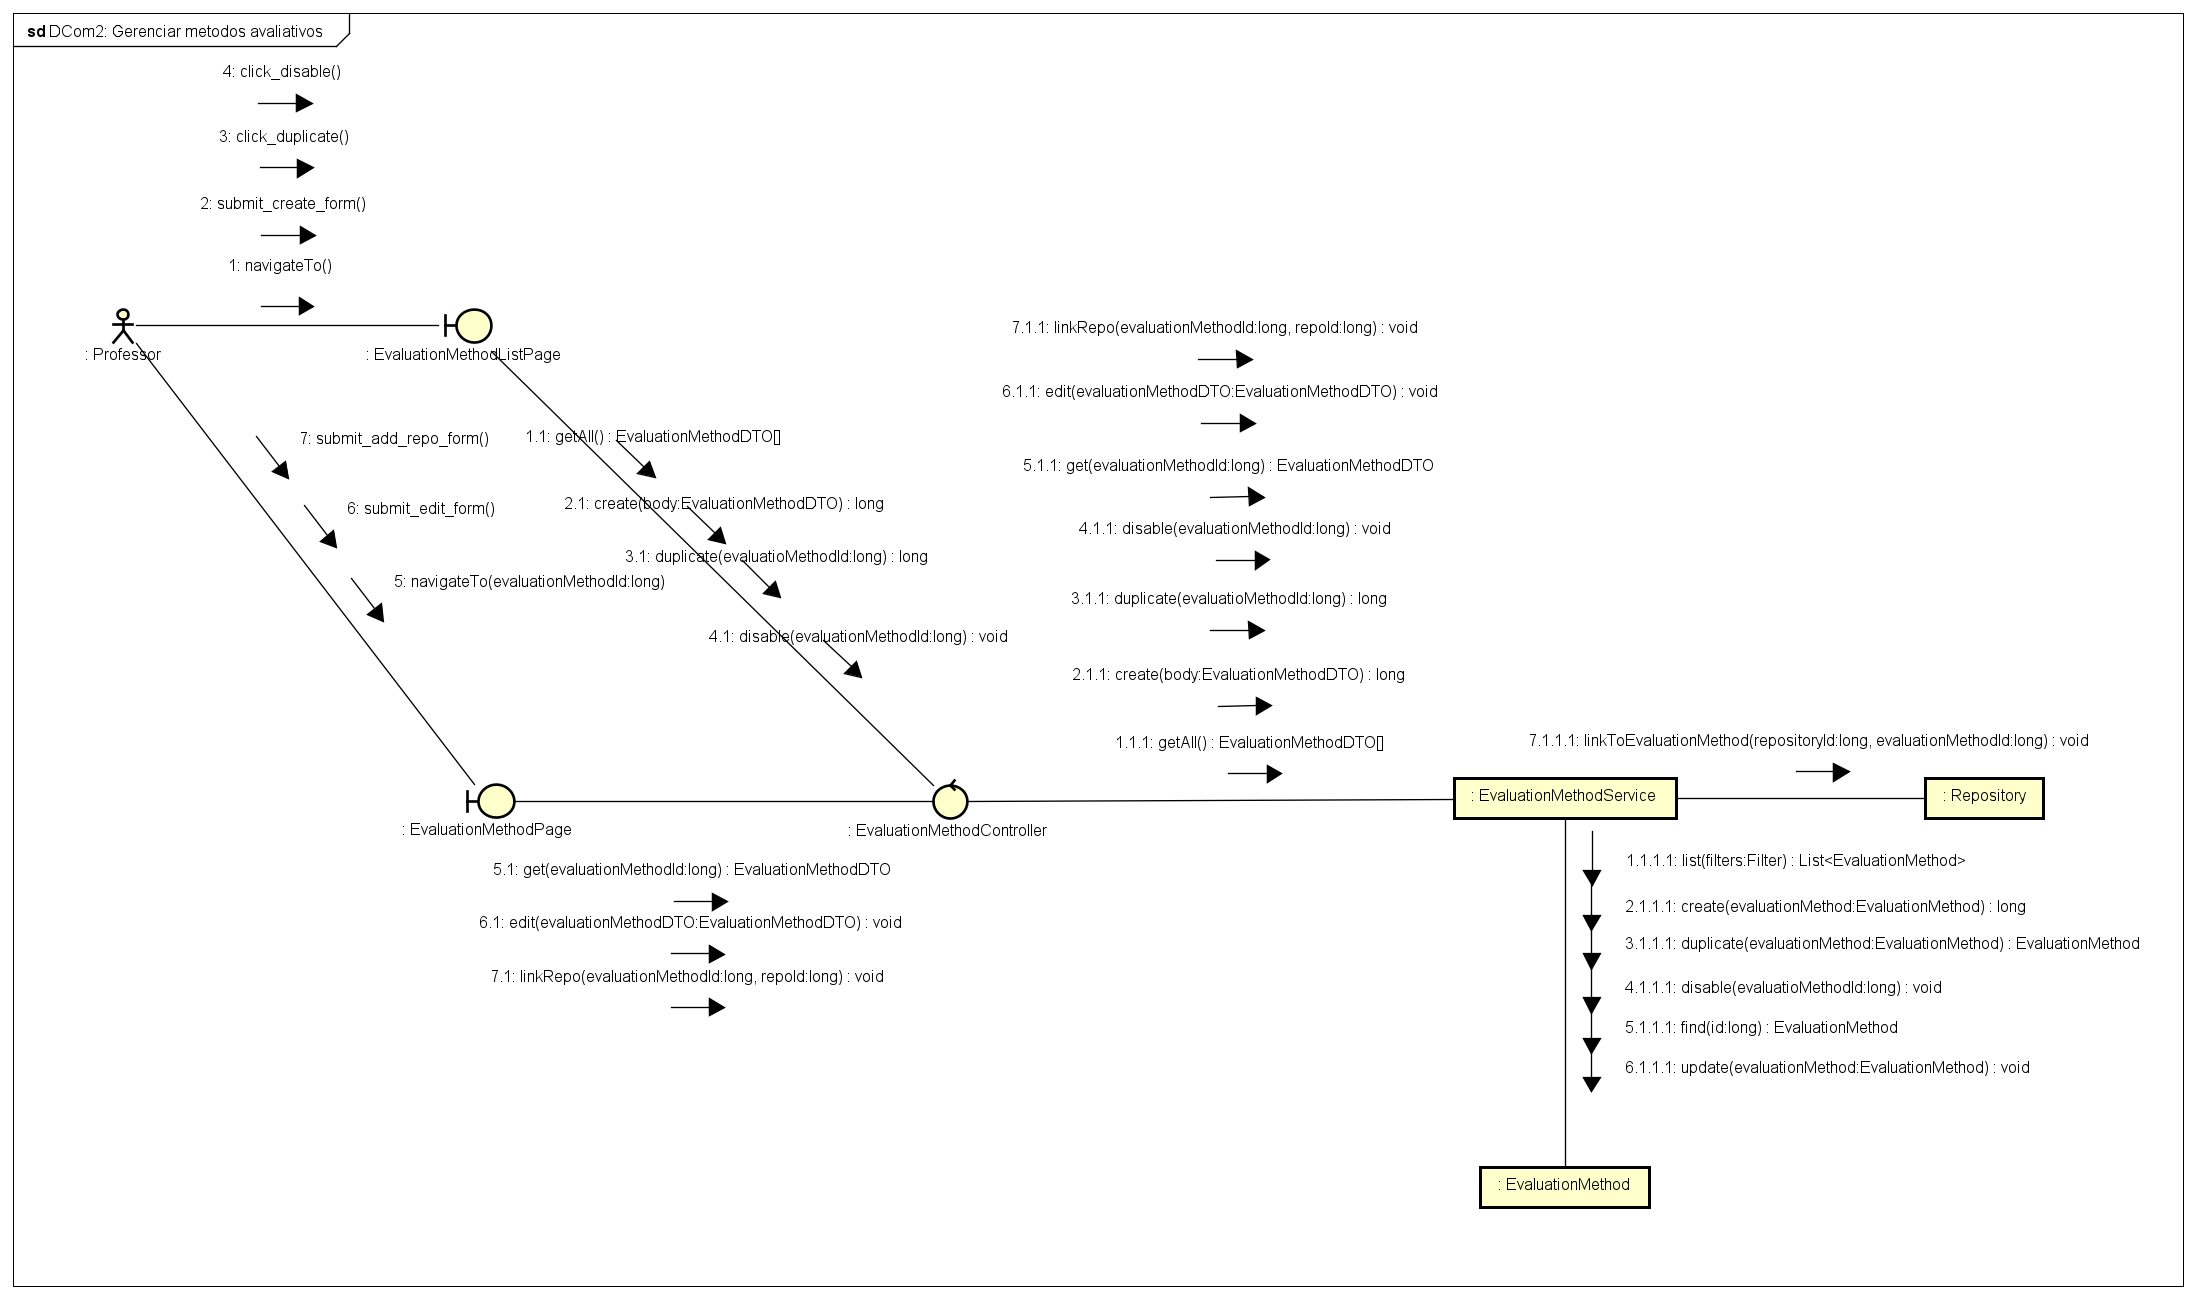 sd DCom2: Gerenciar metodos avaliativos
4: click_disable()
3: click_duplicate()
2: submit_create_form()
1: navigateTo()
: Professor
: EvaluationMethodListPage
7: submit_add_repo_form()
6: submit_edit_form()
5: navigateTo(evaluationMethodId:long)
1.1: getAll() : EvaluationMethodDTO[]
2.1: create(body:EvaluationMethodDTO) : long
3.1: duplicate(evaluatioMethodId:long) : long
4.1: disable(evaluationMethodId:long) : void
7.1.1: linkRepo(evaluationMethodId:long, repoId:long) : void
6.1.1: edit(evaluationMethodDTO:EvaluationMethodDTO) : void
5.1.1: get(evaluationMethodId:long) : EvaluationMethodDTO
4.1.1: disable(evaluationMethodId:long) : void
3.1.1: duplicate(evaluatioMethodId:long) : long
2.1.1: create(body:EvaluationMethodDTO) : long
1.1.1: getAll() : EvaluationMethodDTO[]
7.1.1.1: linkToEvaluationMethod(repositoryId:long, evaluationMethodId:long) : void
: EvaluationMethodPage
: EvaluationMethodController
: EvaluationMethodService
: Repository
5.1: get(evaluationMethodId:long) : EvaluationMethodDTO
6.1: edit(evaluationMethodDTO:EvaluationMethodDTO) : void
7.1: linkRepo(evaluationMethodId:long, repoId:long) : void
1.1.1.1: list(filters:Filter) : List<EvaluationMethod>
2.1.1.1: create(evaluationMethod:EvaluationMethod) : long
3.1.1.1: duplicate(evaluationMethod:EvaluationMethod) : EvaluationMethod
4.1.1.1: disable(evaluatioMethodId:long) : void
5.1.1.1: find(id:long) : EvaluationMethod
6.1.1.1: update(evaluationMethod:EvaluationMethod) : void
: EvaluationMethod